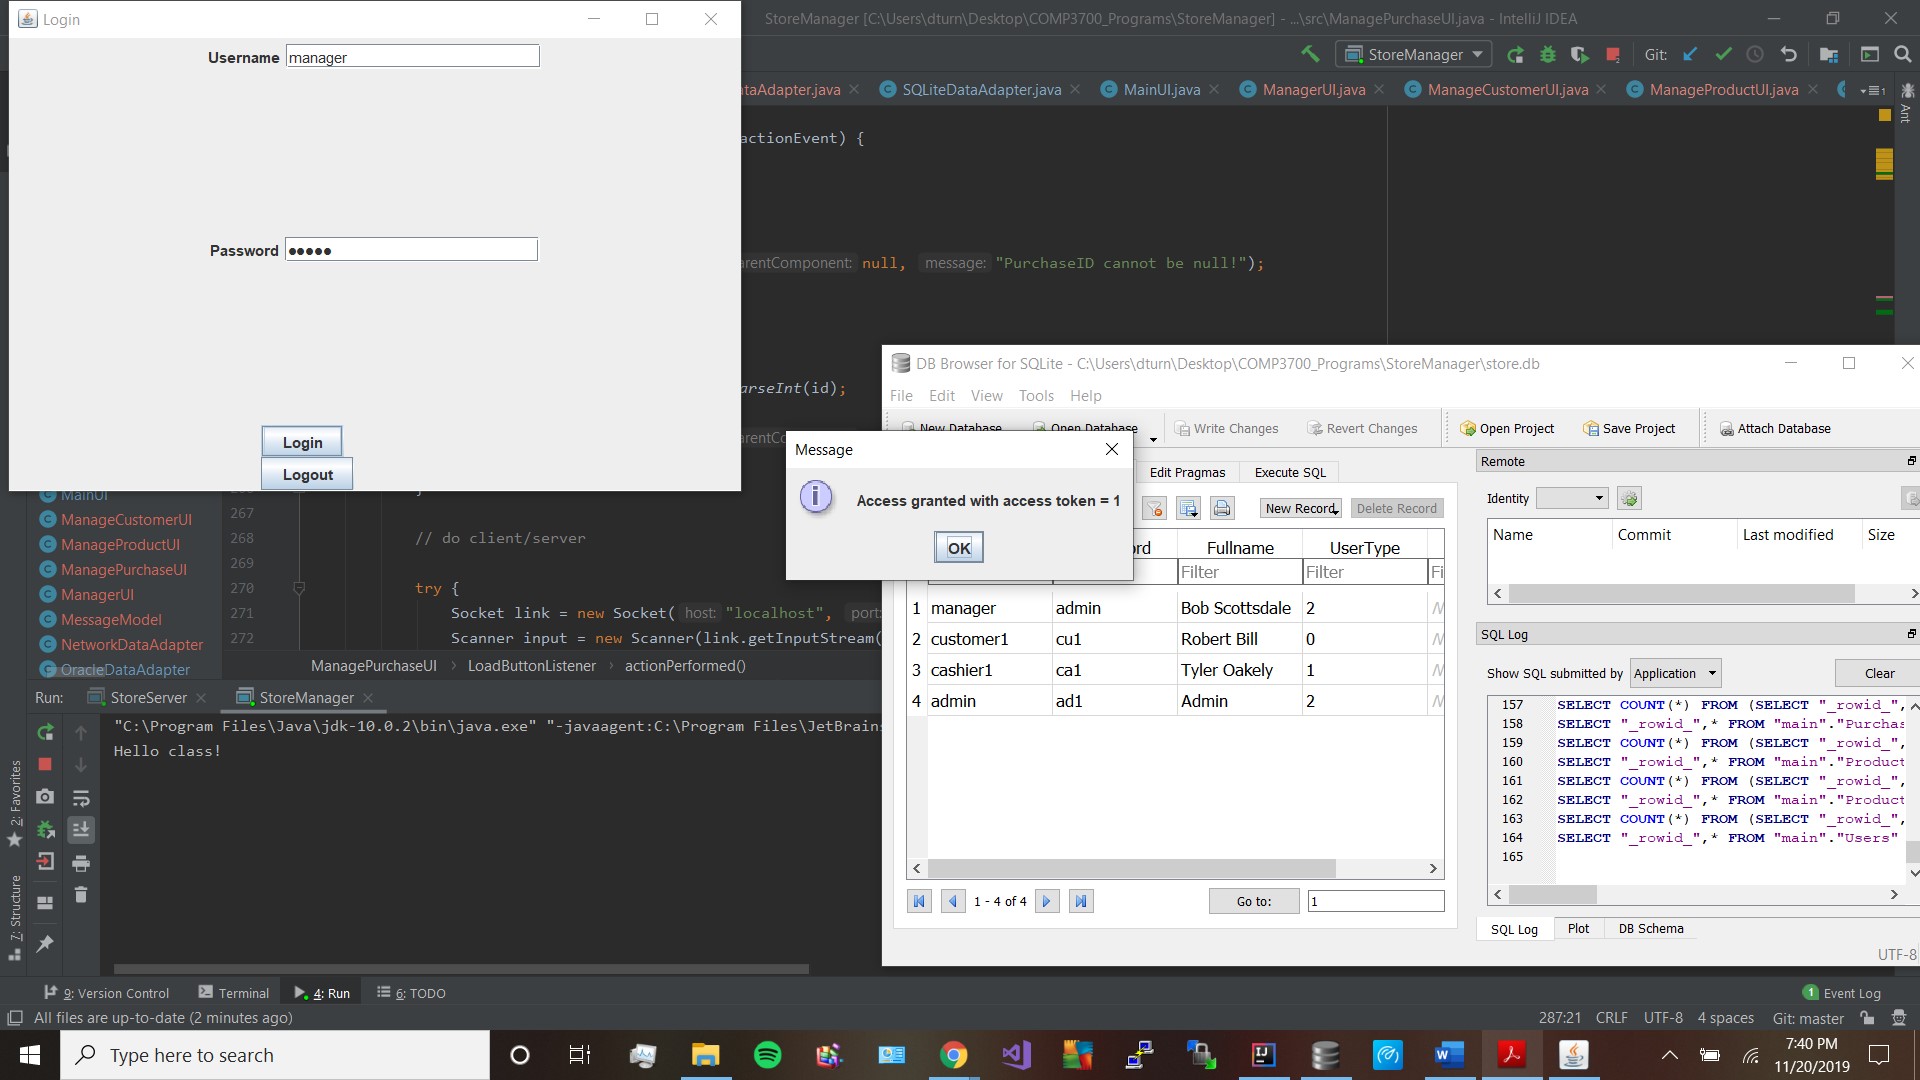 Login
Username manager
Password ●●●●●
Login
Logout
StoreManager [C:\Users\dturn\Desktop\COMP3700_Programs\StoreManager] - ...\src\ManagePurchaseUI.java - IntelliJ IDEA
StoreManager
Git:
ataAdapter.java SQLiteDataAdapter.java MainUI.java ManagerUI.java ManageCustomerUI.java ManageProductUI.java
Ant
actionEvent) {
arentComponent: null, message: "PurchaseID cannot be null!");
arseInt(id);
arentCo
MainUI
ManageCustomerUI
ManageProductUI
ManagePurchaseUI
ManagerUI
MessageModel
NetworkDataAdapter
OracleDataAdapter
267
268 // do client/server
269
270 try {
271 Socket link = new Socket( host: "localhost", port:
272 Scanner input = new Scanner(link.getInputStream(
ManagePurchaseUI > LoadButtonListener > actionPerformed()
Message
Access granted with access token = 1
OK
DB Browser for SQLite - C:\Users\dturn\Desktop\COMP3700_Programs\StoreManager\store.db
File Edit View Tools Help
New Database Open Database Write Changes Revert Changes Open Project Save Project Attach Database
Edit Pragmas Execute SQL
New Record Delete Record
rd Fullname UserType
Filter Filter Fi
1 manager admin Bob Scottsdale 2 N
2 customer1 cu1 Robert Bill 0 N
3 cashier1 ca1 Tyler Oakely 1 N
4 admin ad1 Admin 2 N
1 - 4 of 4 Go to: 1
Remote
Identity
Name Commit Last modified Size
SQL Log
Show SQL submitted by Application Clear
157 SELECT COUNT(*) FROM (SELECT "_rowid_",
158 SELECT "_rowid_",* FROM "main"."Purchas
159 SELECT COUNT(*) FROM (SELECT "_rowid_",
160 SELECT "_rowid_",* FROM "main"."Product
161 SELECT COUNT(*) FROM (SELECT "_rowid_",
162 SELECT "_rowid_",* FROM "main"."Product
163 SELECT COUNT(*) FROM (SELECT "_rowid_",
164 SELECT "_rowid_",* FROM "main"."Users"
165
SQL Log Plot DB Schema
UTF-8
Run: StoreServer StoreManager
"C:\Program Files\Java\jdk-10.0.2\bin\java.exe" "-javaagent:C:\Program Files\JetBrain
Hello class!
2: Favorites
7: Structure
9: Version Control Terminal 4: Run 6: TODO 1 Event Log
All files are up-to-date (2 minutes ago) 287:21 CRLF UTF-8 4 spaces Git: master
Type here to search
7:40 PM
11/20/2019